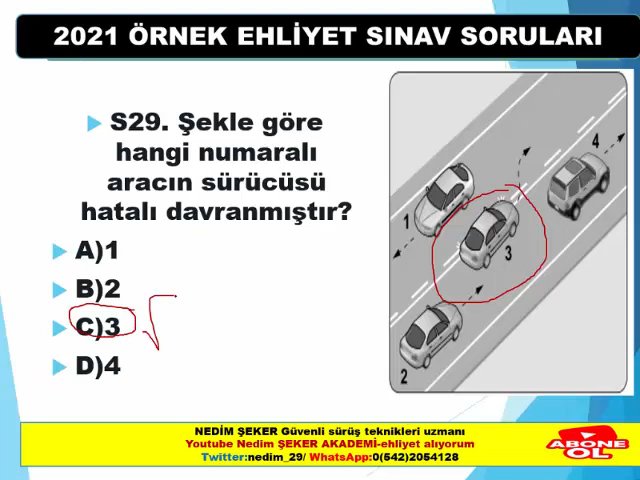 2021 ÖRNEK EHLİYET SINAV SORULARI
S29. Şekle göre
hangi numaralı
aracın sürücüsü
hatalı davranmıştır?
A)1
B)2
C)3
D)4
1
2
3
4
NEDİM ŞEKER Güvenli sürüş teknikleri uzmanı
Youtube Nedim ŞEKER AKADEMİ-ehliyet alıyorum
Twitter:nedim_29/ WhatsApp:0(542)2054128
ABONE
OL